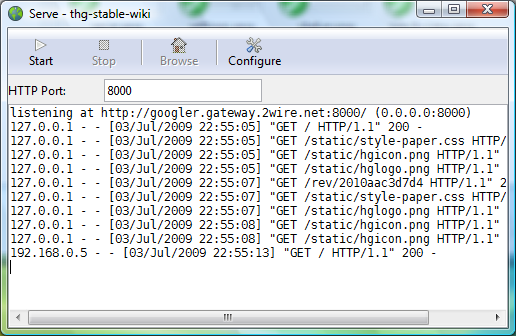 Serve - thg-stable-wiki
Start Stop Browse Configure
HTTP Port: 8000
listening at http://googler.gateway.2wire.net:8000/ (0.0.0.0:8000)
127.0.0.1 - - [03/Jul/2009 22:55:05] "GET / HTTP/1.1" 200 -
127.0.0.1 - - [03/Jul/2009 22:55:05] "GET /static/style-paper.css HTTP/
127.0.0.1 - - [03/Jul/2009 22:55:05] "GET /static/hgicon.png HTTP/1.1"
127.0.0.1 - - [03/Jul/2009 22:55:05] "GET /static/hglogo.png HTTP/1.1"
127.0.0.1 - - [03/Jul/2009 22:55:07] "GET /rev/2010aac3d7d4 HTTP/1.1" 2
127.0.0.1 - - [03/Jul/2009 22:55:07] "GET /static/style-paper.css HTTP/
127.0.0.1 - - [03/Jul/2009 22:55:07] "GET /static/hglogo.png HTTP/1.1"
127.0.0.1 - - [03/Jul/2009 22:55:08] "GET /static/hgicon.png HTTP/1.1"
127.0.0.1 - - [03/Jul/2009 22:55:08] "GET /static/hgicon.png HTTP/1.1"
192.168.0.5 - - [03/Jul/2009 22:55:13] "GET / HTTP/1.1" 200 -